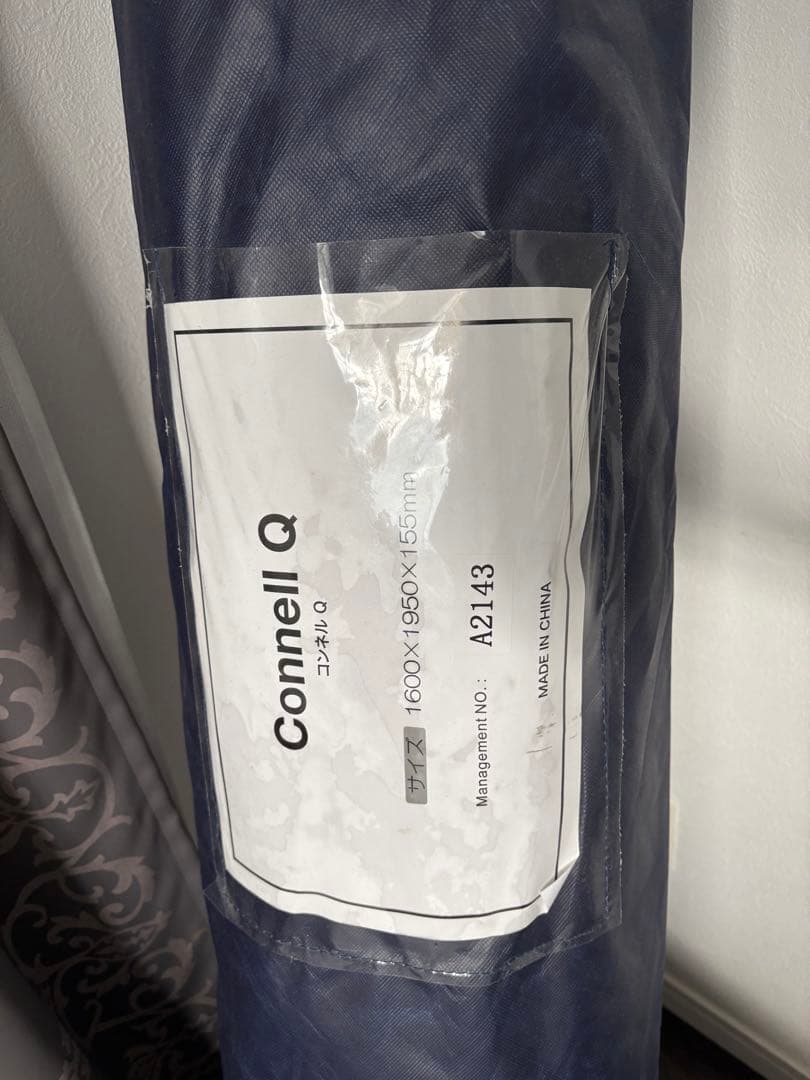 Connell Q
コンネル Q
サイズ 1600×1950×155mm
Management NO.: A2143
MADE IN CHINA